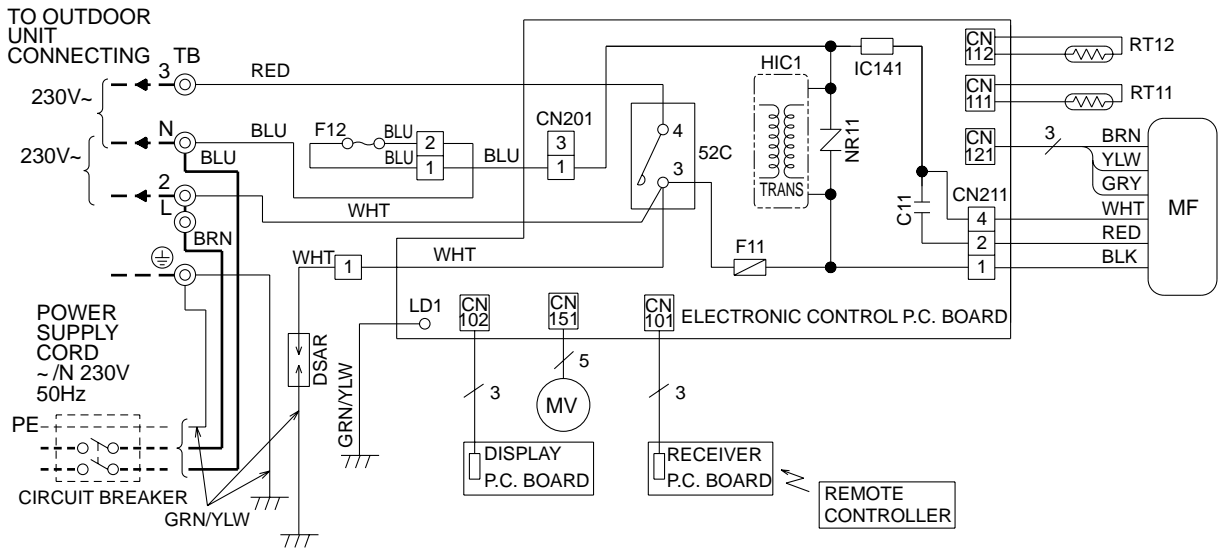 TO OUTDOOR
UNIT
CONNECTING
TB
3
RED
230V~
N
BLU
F12
BLU
2
BLU
1
BLU
CN201
3
1
230V~
BLU
2
WHT
L
BRN
WHT
1
WHT
4
52C
3
HIC1
TRANS
NR11
IC141
C11
F11
CN
112
RT12
CN
111
RT11
CN
121
3
BRN
YLW
GRY
CN211
4
WHT
2
RED
1
BLK
MF
POWER
SUPPLY
CORD
~ /N 230V
50Hz
PE
CIRCUIT BREAKER
GRN/YLW
DSAR
GRN/YLW
LD1
CN
102
CN
151
CN
101
ELECTRONIC CONTROL P.C. BOARD
3
5
3
MV
DISPLAY
P.C. BOARD
RECEIVER
P.C. BOARD
REMOTE
CONTROLLER